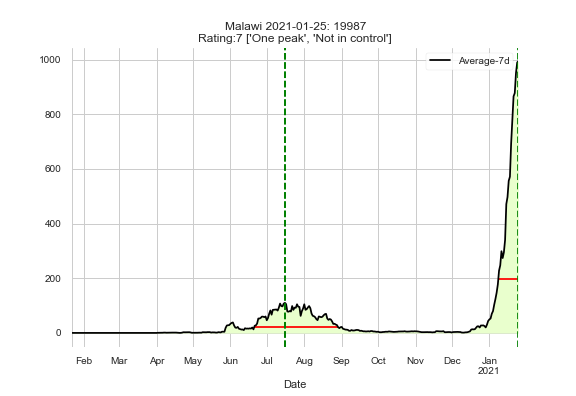 Malawi 2021-01-25: 19987
Rating:7 ['One peak', 'Not in control']
Average-7d
1000
800
600
400
200
0
Feb Mar Apr May Jun Jul Aug Sep Oct Nov Dec Jan
2021
Date